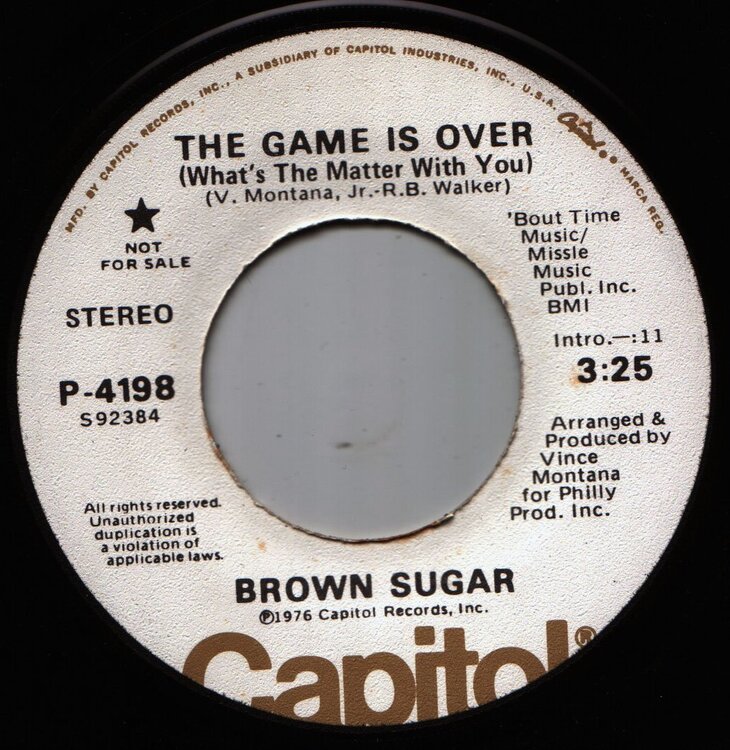 MFD. BY CAPITOL RECORDS, INC., A SUBSIDIARY OF CAPITOL INDUSTRIES, INC., U.S.A. Capitol • MARCA REG.
THE GAME IS OVER
(What's The Matter With You)
(V. Montana, Jr.-R.B. Walker)
★
NOT
FOR SALE
STEREO
P-4198
S92384
'Bout Time
Music/
Missle
Music
Publ. Inc.
BMI
Intro.—:11
3:25
Arranged &
Produced by
Vince
Montana
for Philly
Prod. Inc.
All rights reserved.
Unauthorized
duplication is
a violation of
applicable laws.
BROWN SUGAR
℗1976 Capitol Records, Inc.
Capitol®